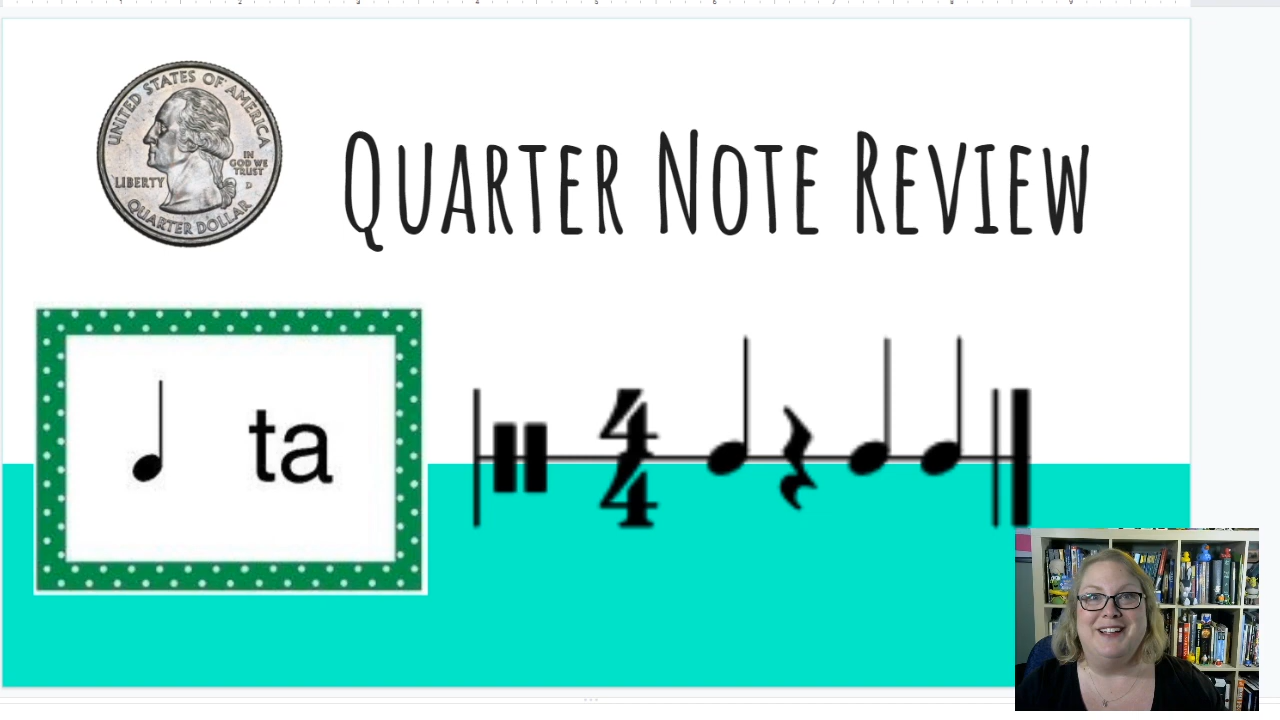 UNITED STATES OF AMERICA
IN
GOD WE
TRUST
LIBERTY
D
QUARTER DOLLAR
QUARTER NOTE REVIEW
ta
4
4